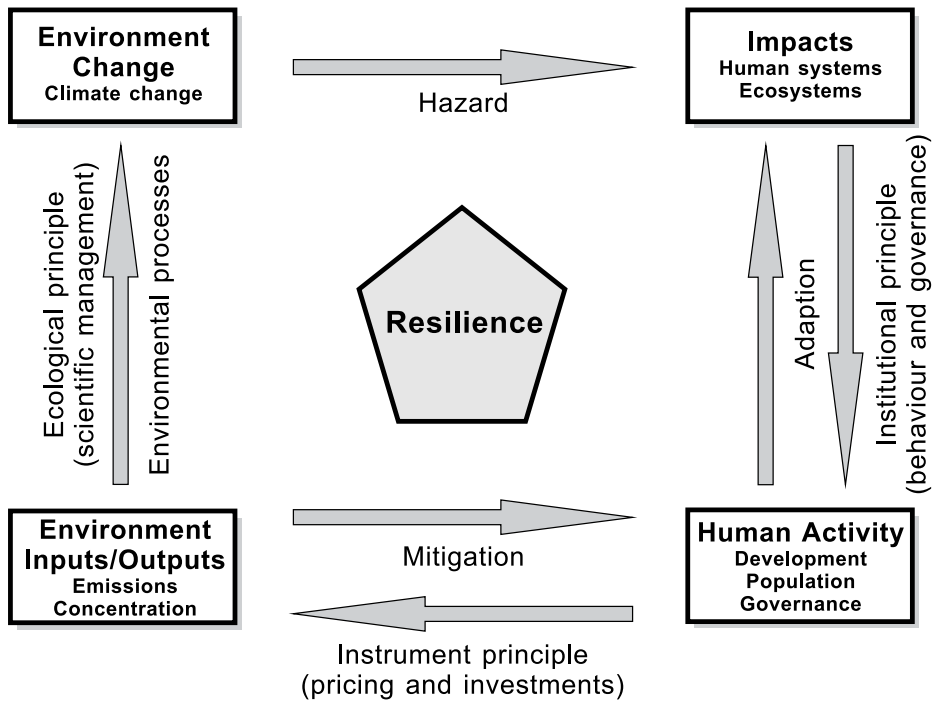 Environment
Change
Climate change
Hazard
Impacts
Human systems
Ecosystems
Ecological principle
(scientific management)
Environmental processes
Resilience
Adaption
Institutional principle
(behaviour and governance)
Environment
Inputs/Outputs
Emissions
Concentration
Mitigation
Human Activity
Development
Population
Governance
Instrument principle
(pricing and investments)